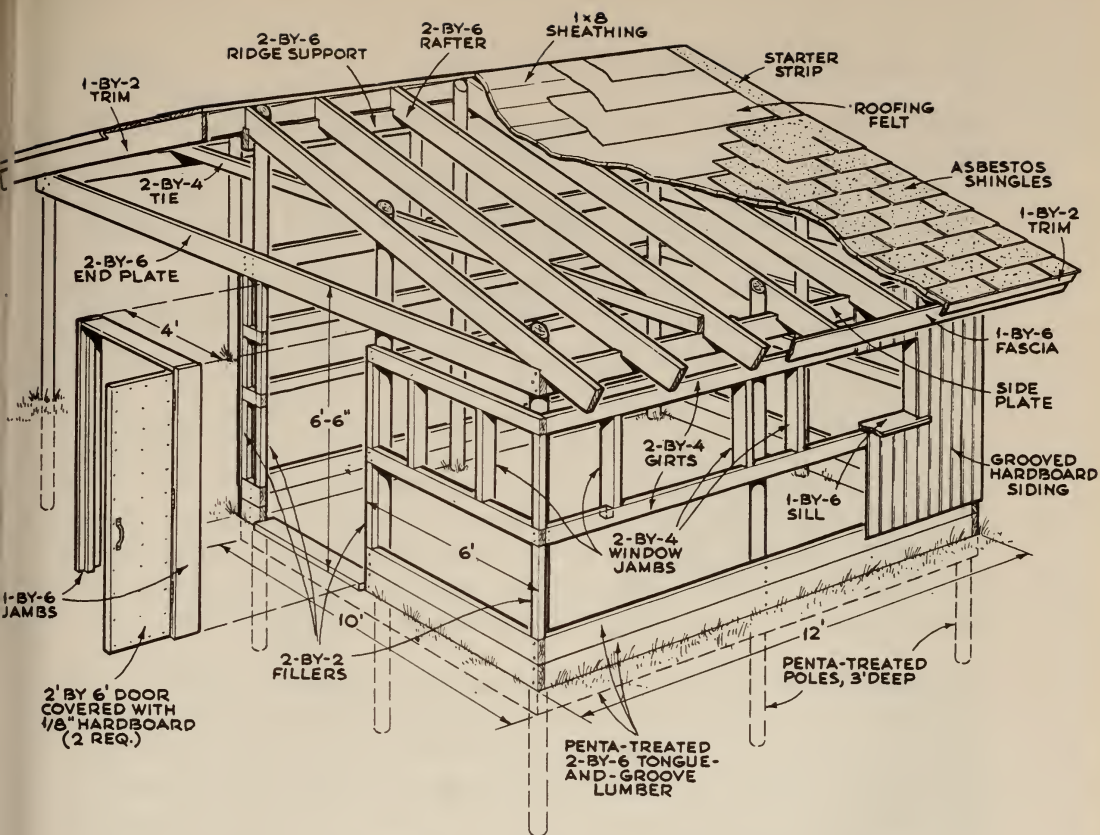 2-BY-6
RIDGE SUPPORT
2-BY-6
RAFTER
1x8
SHEATHING
STARTER
STRIP
ROOFING
FELT
1-BY-2
TRIM
2-BY-4
TIE
ASBESTOS
SHINGLES
1-BY-2
TRIM
2-BY-6
END PLATE
4'
6'-6"
1-BY-6
FASCIA
SIDE
PLATE
2-BY-4
GIRTS
GROOVED
HARDBOARD
SIDING
1-BY-6
SILL
6'
2-BY-4
WINDOW
JAMBS
1-BY-6
JAMBS
10'
12'
2-BY-2
FILLERS
PENTA-TREATED
POLES, 3' DEEP
2' BY 6' DOOR
COVERED WITH
1/8" HARDBOARD
(2 REQ.)
PENTA-TREATED
2-BY-6 TONGUE-
AND-GROOVE
LUMBER